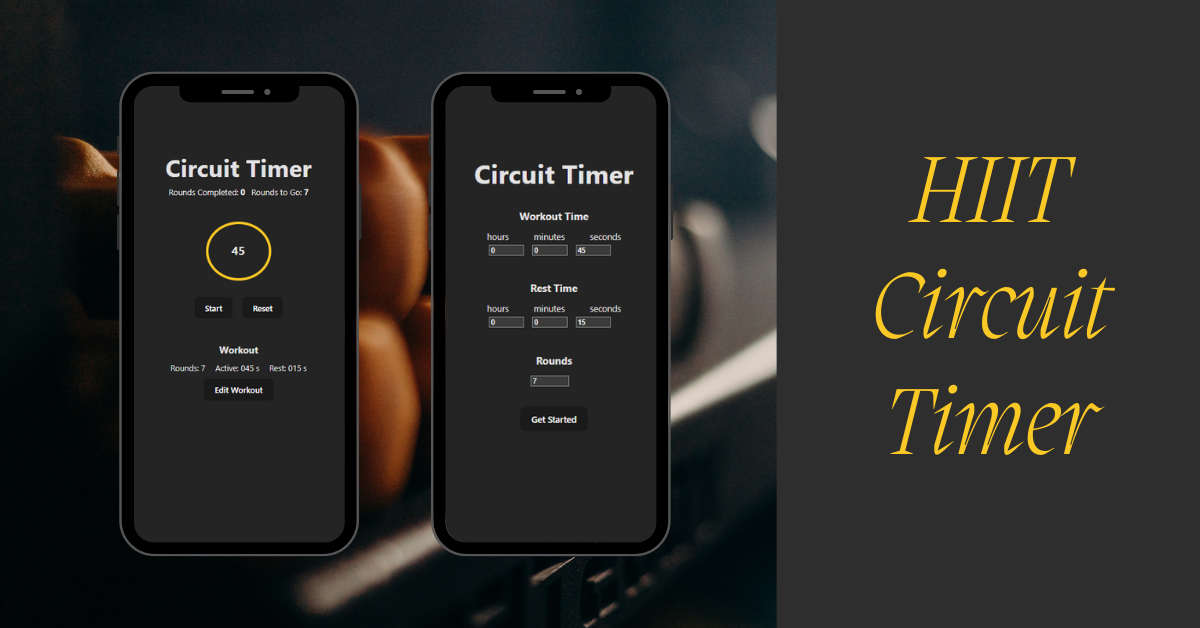 Circuit Timer
Rounds Completed: 0 Rounds to Go: 7
45
Start Reset
Workout
Rounds: 7 Active: 045 s Rest: 015 s
Edit Workout
Circuit Timer
Workout Time
hours minutes seconds
0 0 45
Rest Time
hours minutes seconds
0 0 15
Rounds
7
Get Started
HIIT
Circuit
Timer